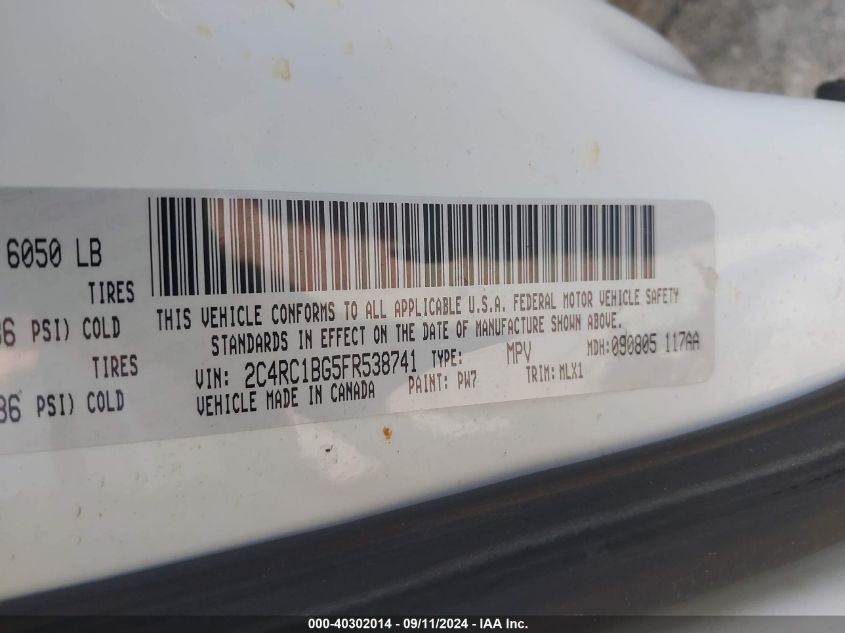 6050 LB
TIRES
36 PSI) COLD
36 PSI) COLD
THIS VEHICLE CONFORMS TO ALL APPLICABLE U.S.A. FEDERAL MOTOR VEHICLE SAFETY
STANDARDS IN EFFECT ON THE DATE OF MANUFACTURE SHOWN ABOVE.
VIN: 2C4RC1BG5FR538741 TYPE: MPV MDH:090805 117AA
VEHICLE MADE IN CANADA PAINT: PW7 TRIM:MLX1
000-40302014 - 09/11/2024 - IAA Inc.